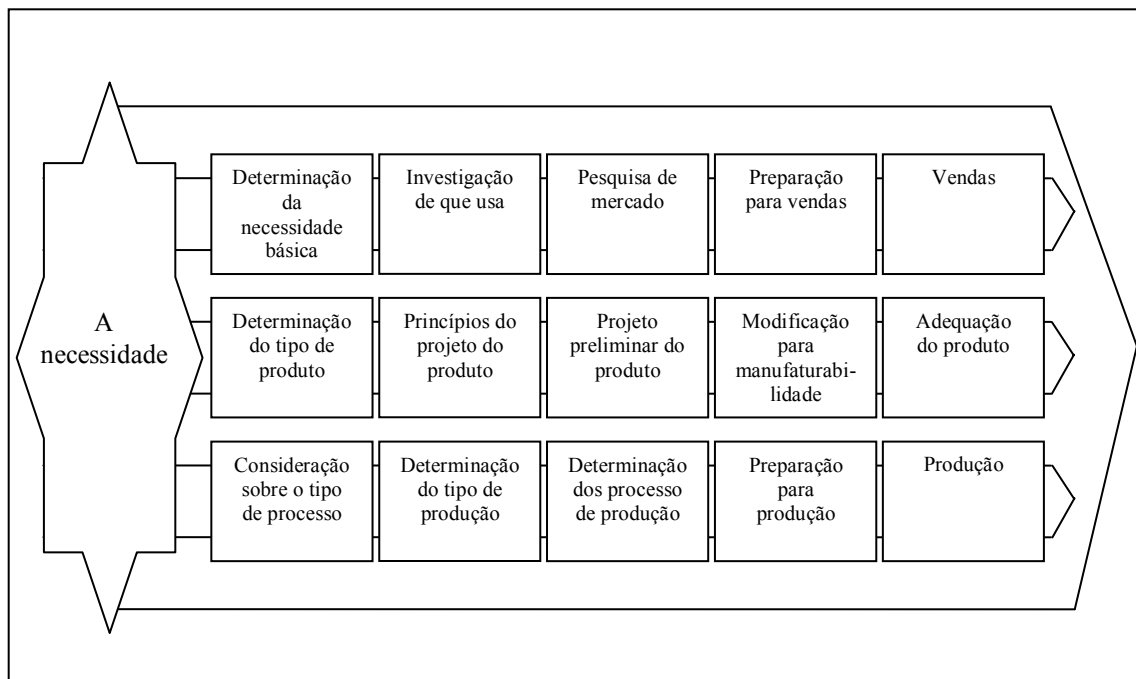 A
necessidade
Determinação
da
necessidade
básica
Investigação
de que usa
Pesquisa de
mercado
Preparação
para vendas
Vendas
Determinação
do tipo de
produto
Princípios do
projeto do
produto
Projeto
preliminar do
produto
Modificação
para
manufaturabi-
lidade
Adequação
do produto
Consideração
sobre o tipo
de processo
Determinação
do tipo de
produção
Determinação
dos processo
de produção
Preparação
para
produção
Produção